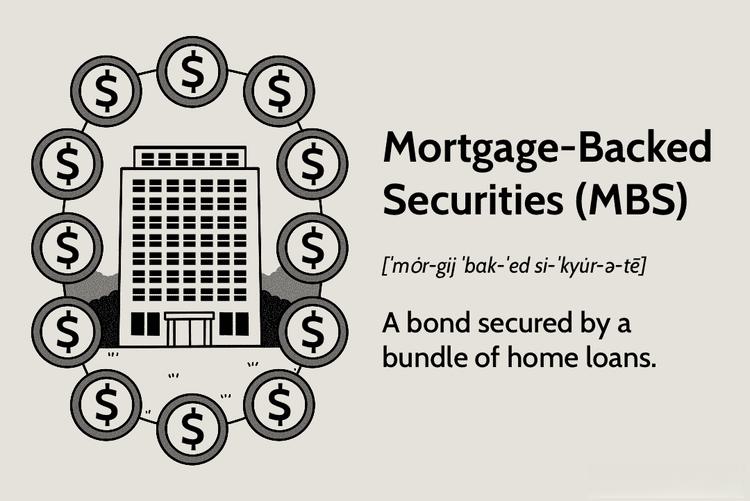 $
$
$
$
$
$
$
$
$
$
$
$
Mortgage-Backed
Securities (MBS)
[ˈmȯr-gij ˈbak-ˈed si-ˈkyu̇r-ə-tē]
A bond secured by a
bundle of home loans.